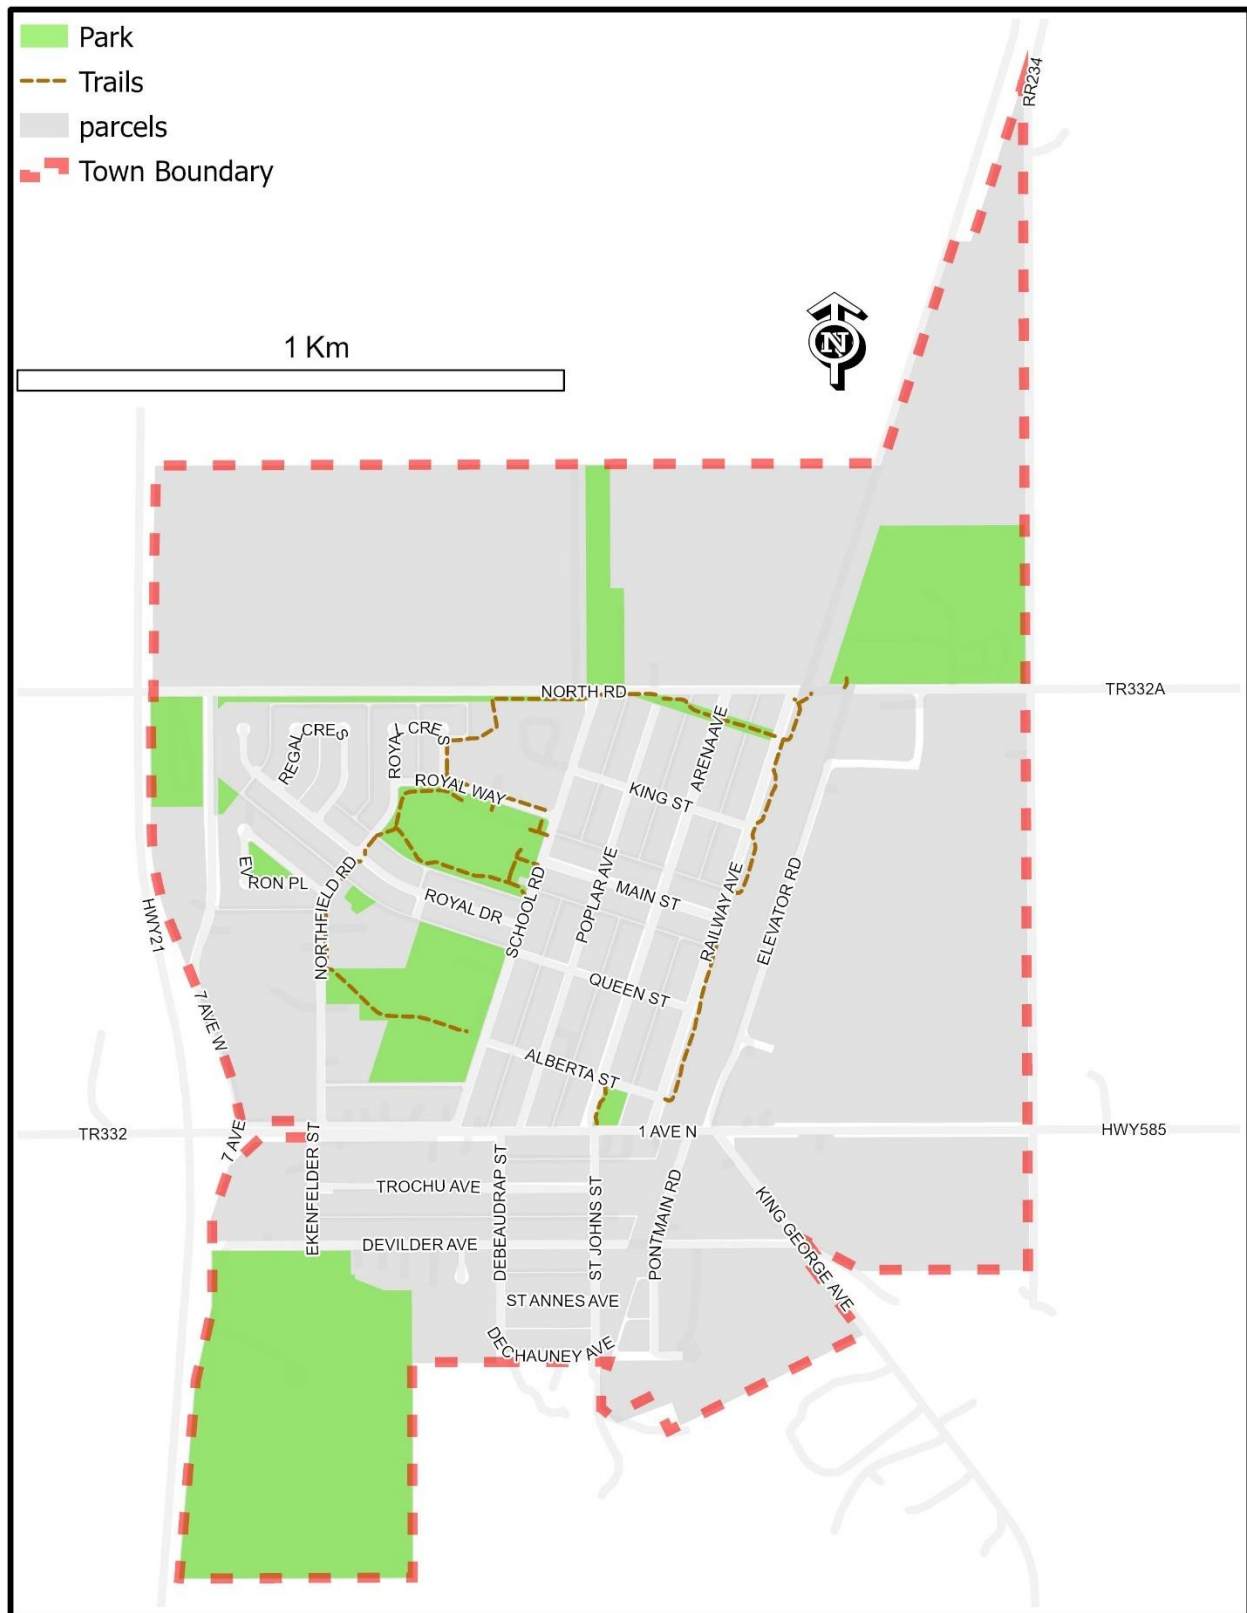 Park
Trails
parcels
Town Boundary
RR234
1 Km
N
NORTH RD
TR332A
REGAL CRES
ROYAL CRES
ARENA AVE
ROYAL WAY
KING ST
EVRON PL
NORTHFIELD RD
ROYAL DR
SCHOOL RD
POPLAR AVE
MAIN ST
RAILWAY AVE
ELEVATOR RD
HWY21
QUEEN ST
7 AVE W
ALBERTA ST
TR332
7 AVE
1 AVE N
HWY585
EKENFELDER ST
TROCHU AVE
DEBEAUDRAP ST
ST JOHNS ST
PONTMAIN RD
KING GEORGE AVE
DEVILDER AVE
ST ANNES AVE
DECHAUNEY AVE